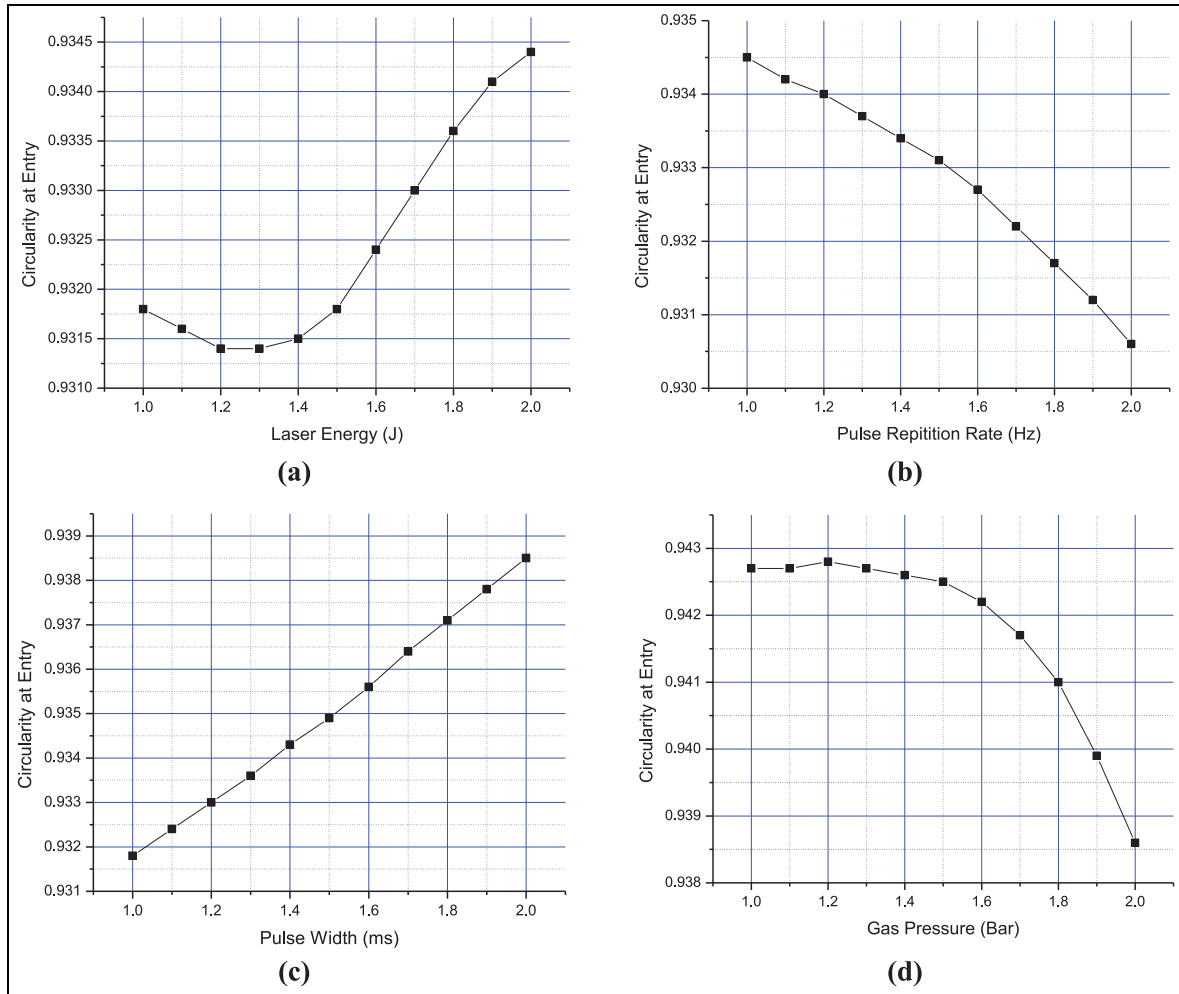 0.9345
0.9340
0.9335
0.9330
0.9325
0.9320
0.9315
0.9310
Circularity at Entry
1.0 1.2 1.4 1.6 1.8 2.0
Laser Energy (J)
(a)
0.935
0.934
0.933
0.932
0.931
0.930
Circularity at Entry
1.0 1.2 1.4 1.6 1.8 2.0
Pulse Repitition Rate (Hz)
(b)
0.939
0.938
0.937
0.936
0.935
0.934
0.933
0.932
0.931
Circularity at Entry
1.0 1.2 1.4 1.6 1.8 2.0
Pulse Width (ms)
(c)
0.943
0.942
0.941
0.940
0.939
0.938
Circularity at Entry
1.0 1.2 1.4 1.6 1.8 2.0
Gas Pressure (Bar)
(d)